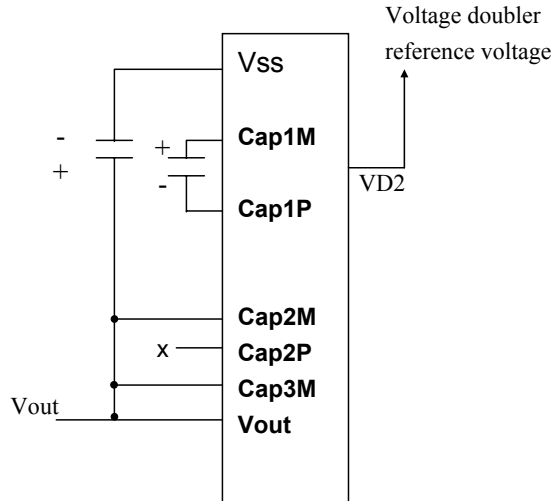 Voltage doubler
reference voltage
Vss
-
+
Cap1M
+
-
Cap1P
VD2
Cap2M
x
Cap2P
Cap3M
Vout
Vout